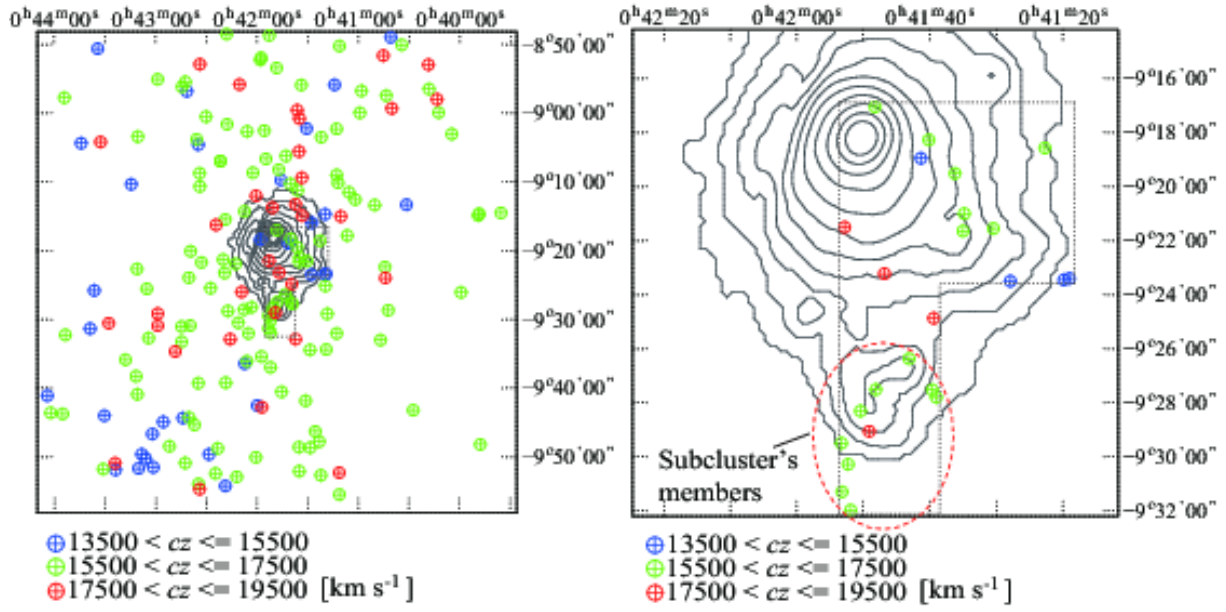 0ʰ44ᵐ00ˢ 0ʰ43ᵐ00ˢ 0ʰ42ᵐ00ˢ 0ʰ41ᵐ00ˢ 0ʰ40ᵐ00ˢ
−8°50′00″
−9°00′00″
−9°10′00″
−9°20′00″
−9°30′00″
−9°40′00″
−9°50′00″
13500 < cz <= 15500
15500 < cz <= 17500
17500 < cz <= 19500 [km s⁻¹]
0ʰ42ᵐ20ˢ 0ʰ42ᵐ00ˢ 0ʰ41ᵐ40ˢ 0ʰ41ᵐ20ˢ
−9°16′00″
−9°18′00″
−9°20′00″
−9°22′00″
−9°24′00″
−9°26′00″
−9°28′00″
−9°30′00″
−9°32′00″
Subcluster's
members
13500 < cz <= 15500
15500 < cz <= 17500
17500 < cz <= 19500 [km s⁻¹]